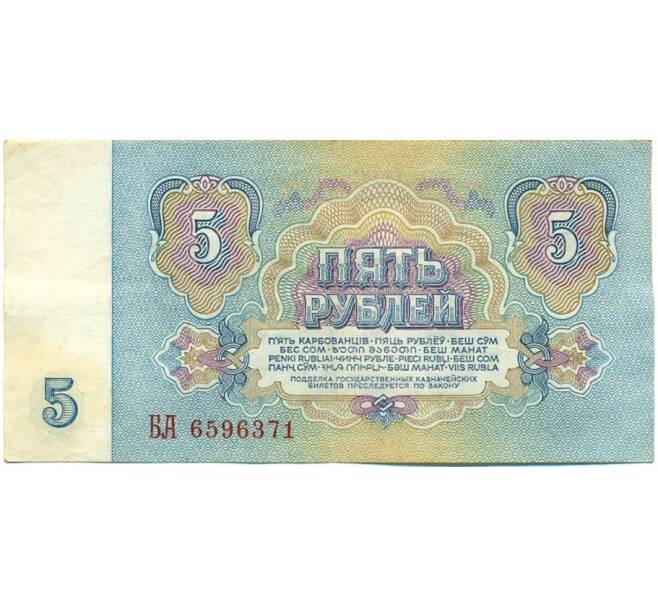 5
5
ПЯТЬ
РУБЛЕЙ
П'ЯТЬ КАРБОВАНЦІВ · ПЯЦЬ РУБЛЁЎ · БЕШ СЎМ
БЕС СОМ · ᲮᲣᲗᲘ ᲛᲐᲜᲔᲗᲘ · БЕШ МАНАТ
PENKI RUBLIAI · ЧИНЧ РУБЛЕ · PIECI RUBĻI · БЕШ СОМ
ПАНҶ СӮМ · ՀԻՆԳ ՌՈՒԲԼԻ · БӘШ МАНАТ · VIIS RUBLA
ПОДДЕЛКА ГОСУДАРСТВЕННЫХ КАЗНАЧЕЙСКИХ
БИЛЕТОВ ПРЕСЛЕДУЕТСЯ ПО ЗАКОНУ
5
БА 6596371